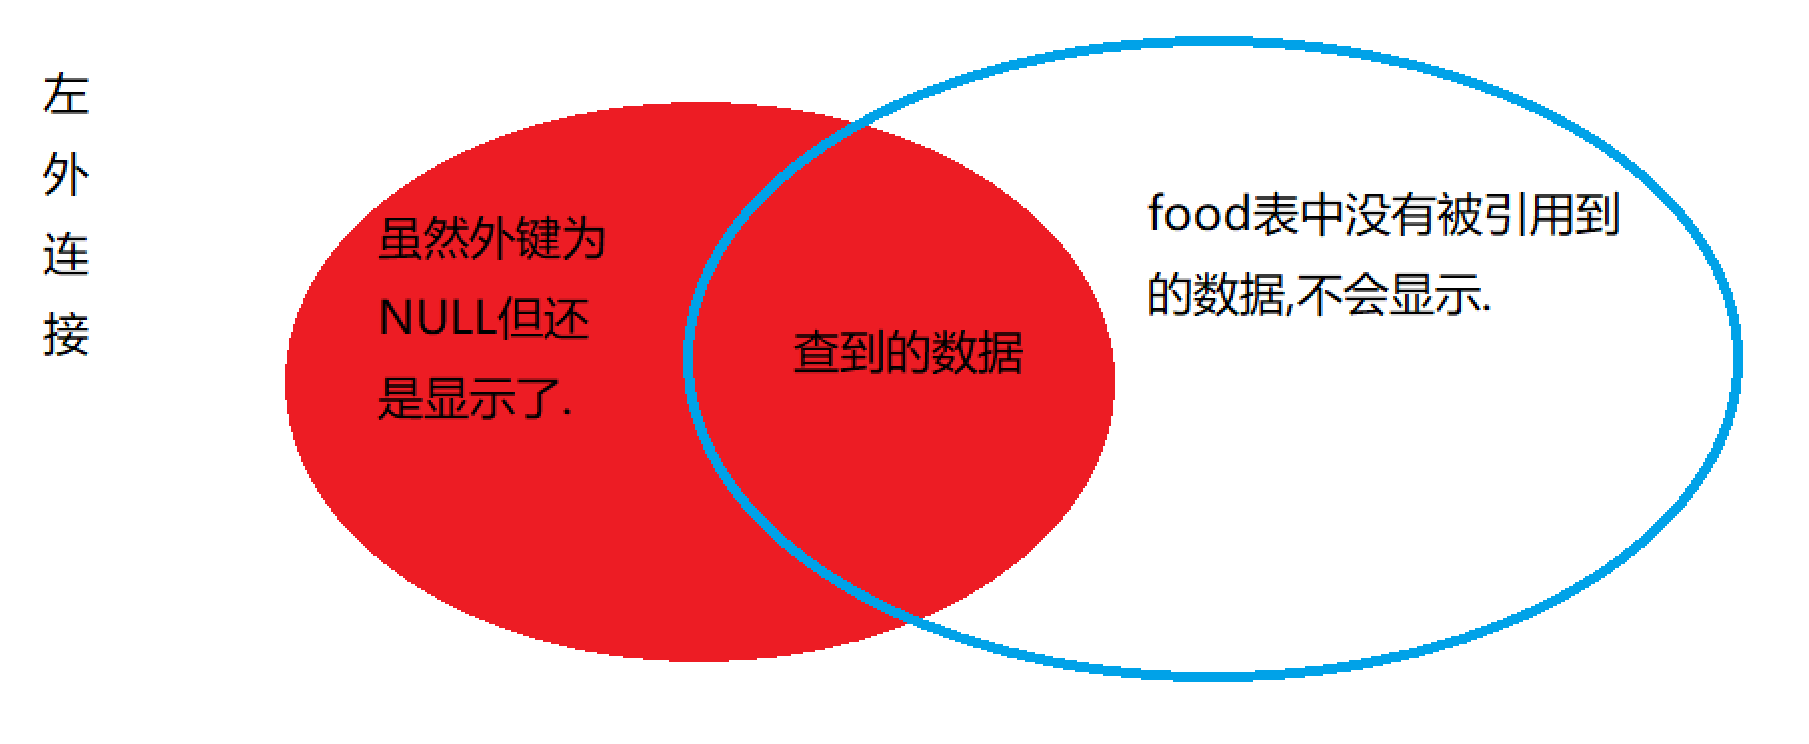 左
外
连
接
虽然外键为
NULL但还
是显示了.
查到的数据
food表中没有被引用到
的数据,不会显示.